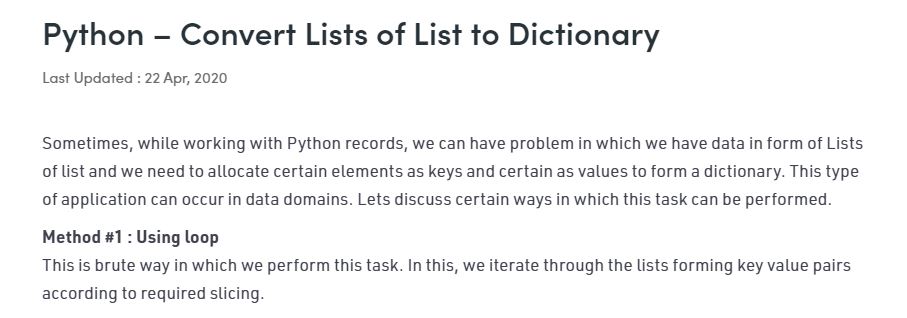 Python – Convert Lists of List to Dictionary
Last Updated : 22 Apr, 2020
Sometimes, while working with Python records, we can have problem in which we have data in form of Lists
of list and we need to allocate certain elements as keys and certain as values to form a dictionary. This type
of application can occur in data domains. Lets discuss certain ways in which this task can be performed.
Method #1 : Using loop
This is brute way in which we perform this task. In this, we iterate through the lists forming key value pairs
according to required slicing.